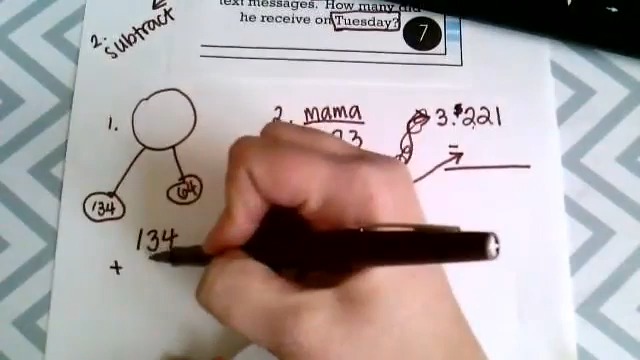 text messages. How many did
he receive on Tuesday?
7
2.
subtract
1.
134
64
2. mama
3. $221
-
134
+